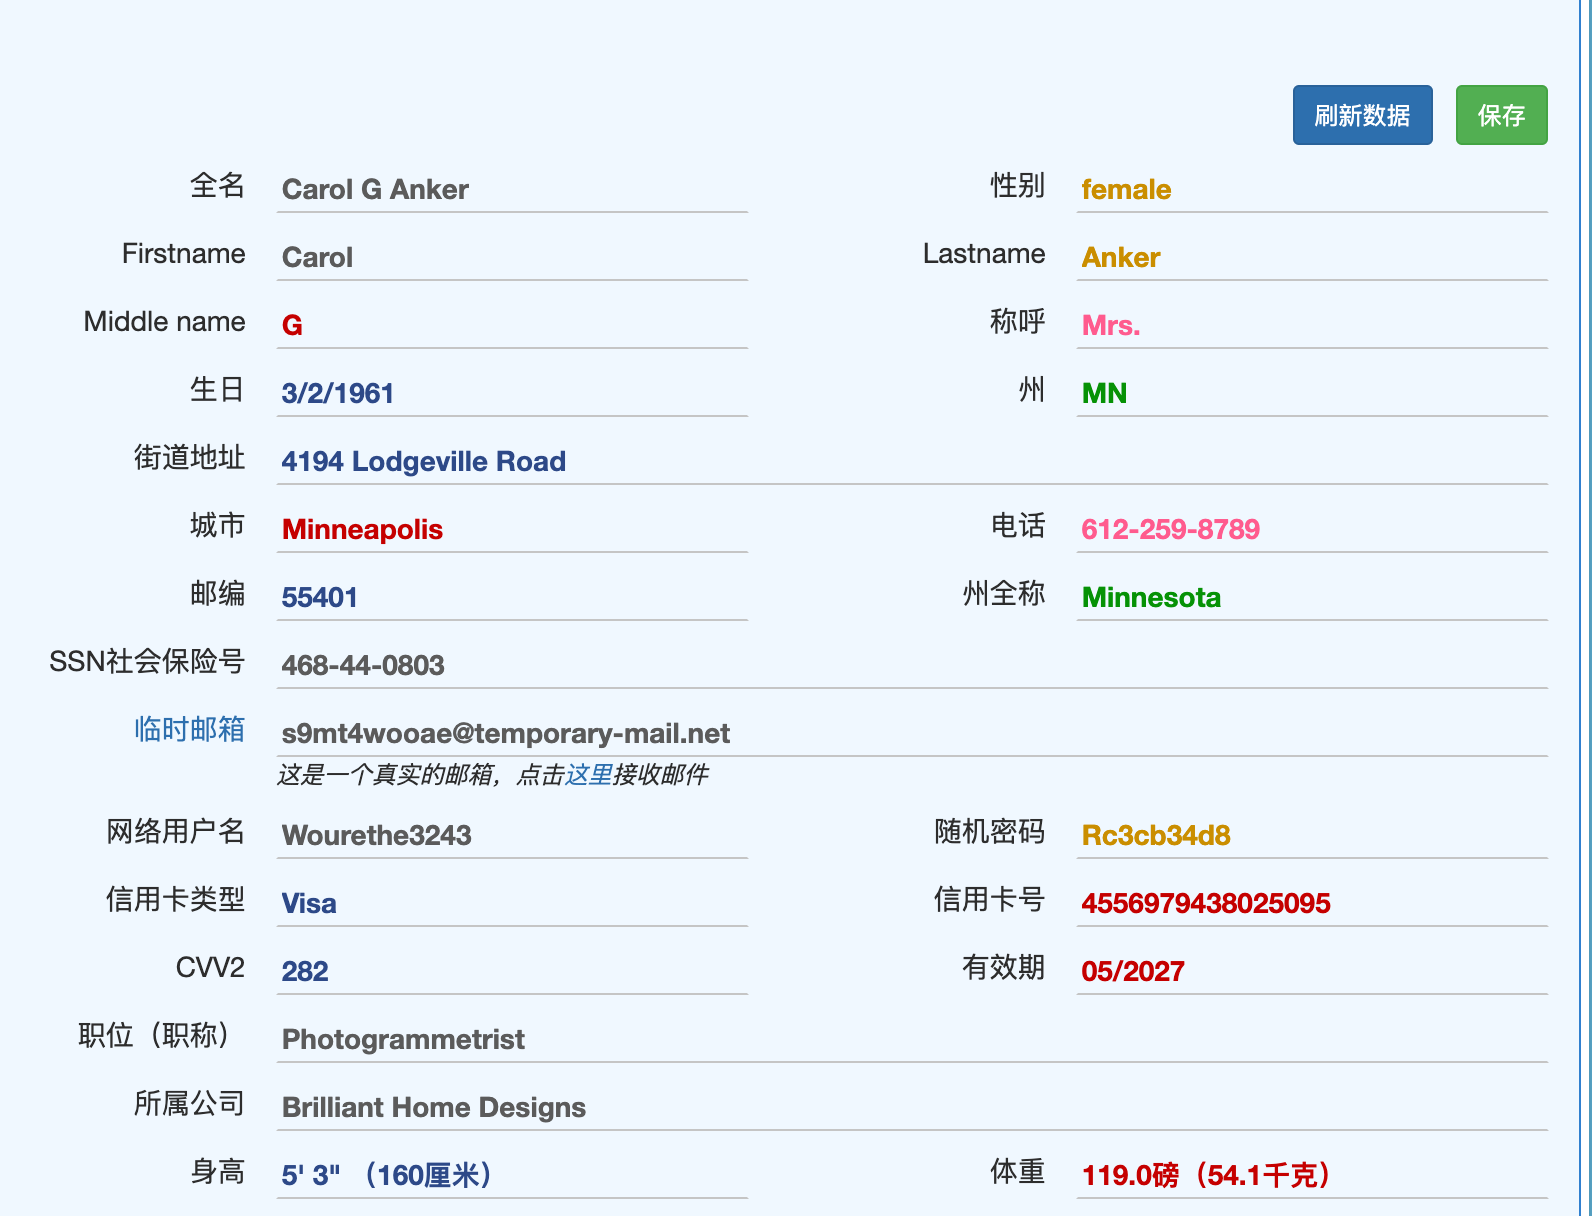 刷新数据 保存
全名 Carol G Anker 性别 female
Firstname Carol Lastname Anker
Middle name G 称呼 Mrs.
生日 3/2/1961 州 MN
街道地址 4194 Lodgeville Road
城市 Minneapolis 电话 612-259-8789
邮编 55401 州全称 Minnesota
SSN社会保险号 468-44-0803
临时邮箱 s9mt4wooae@temporary-mail.net
这是一个真实的邮箱，点击这里接收邮件
网络用户名 Wourethe3243 随机密码 Rc3cb34d8
信用卡类型 Visa 信用卡号 4556979438025095
CVV2 282 有效期 05/2027
职位（职称） Photogrammetrist
所属公司 Brilliant Home Designs
身高 5' 3" （160厘米） 体重 119.0磅（54.1千克）